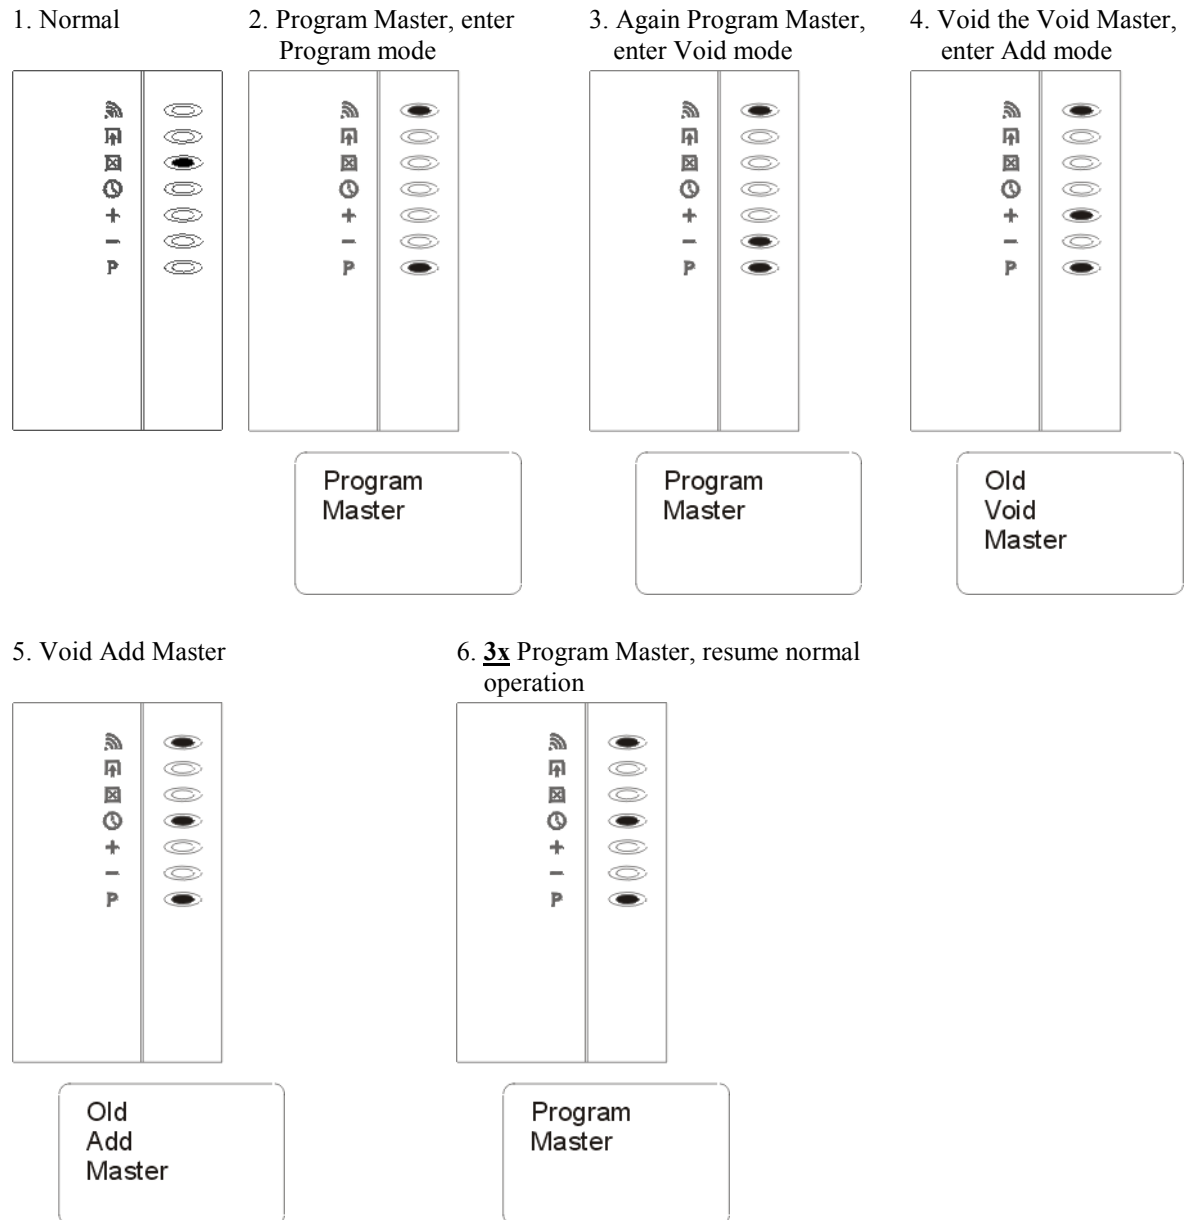 1. Normal
2. Program Master, enter
Program mode
3. Again Program Master,
enter Void mode
4. Void the Void Master,
enter Add mode
+
−
P
+
−
P
+
−
P
+
−
P
Program
Master
Program
Master
Old
Void
Master
5. Void Add Master
6. 3x Program Master, resume normal
operation
+
−
P
+
−
P
Old
Add
Master
Program
Master